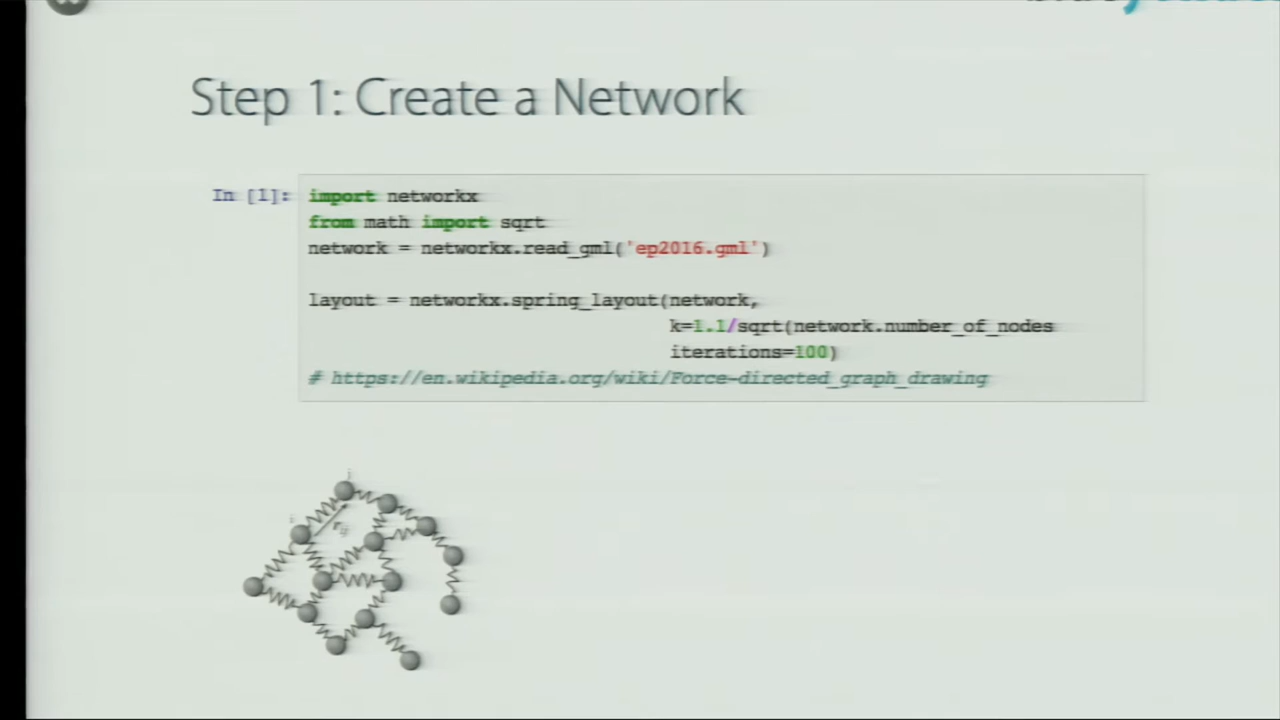 Step 1: Create a Network
In [1]: import networkx
from math import sqrt
network = networkx.read_gml('ep2016.gml')
layout = networkx.spring_layout(network,
k=1.1/sqrt(network.number_of_nodes
iterations=100)
# https://en.wikipedia.org/wiki/Force-directed_graph_drawing